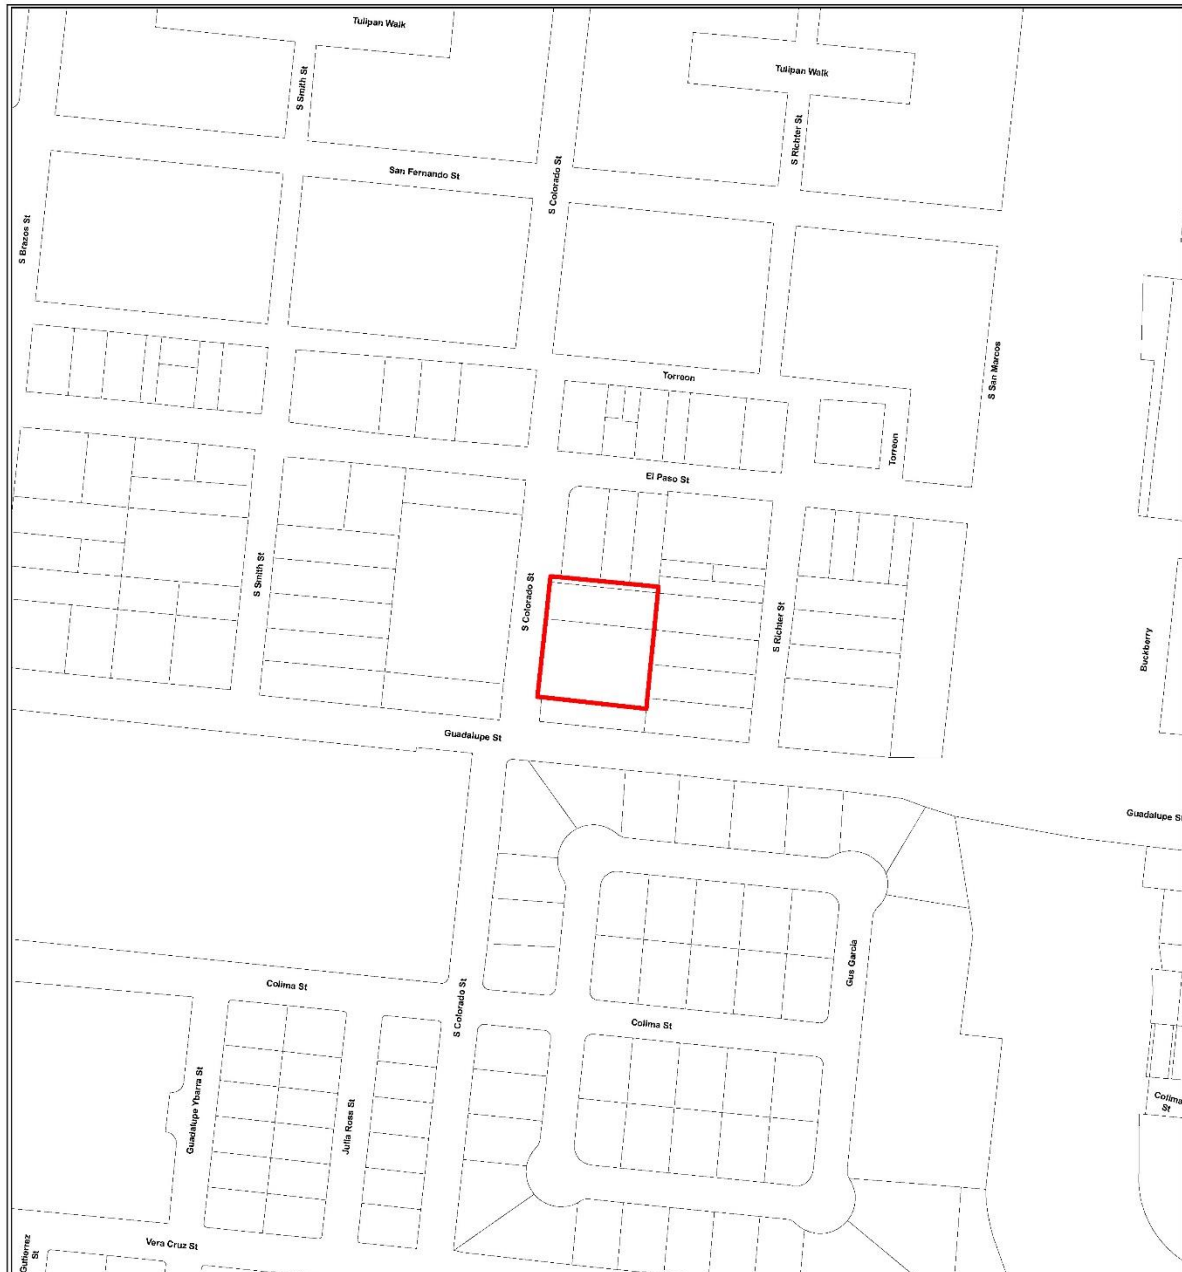 Tulipan Walk
Tulipan Walk
S Smith St
S Richter St
San Fernando St
S Colorado St
S Brazos St
S San Marcos
Torreon
Torreon
El Paso St
S Smith St
S Colorado St
S Richter St
Buckberry
Guadalupe St
Guadalupe St
Gus Garcia
Colima St
S Colorado St
Colima St
Guadalupe Ybarra St
Julia Ross St
Colima
St
Vera Cruz St
Gutierrez
St